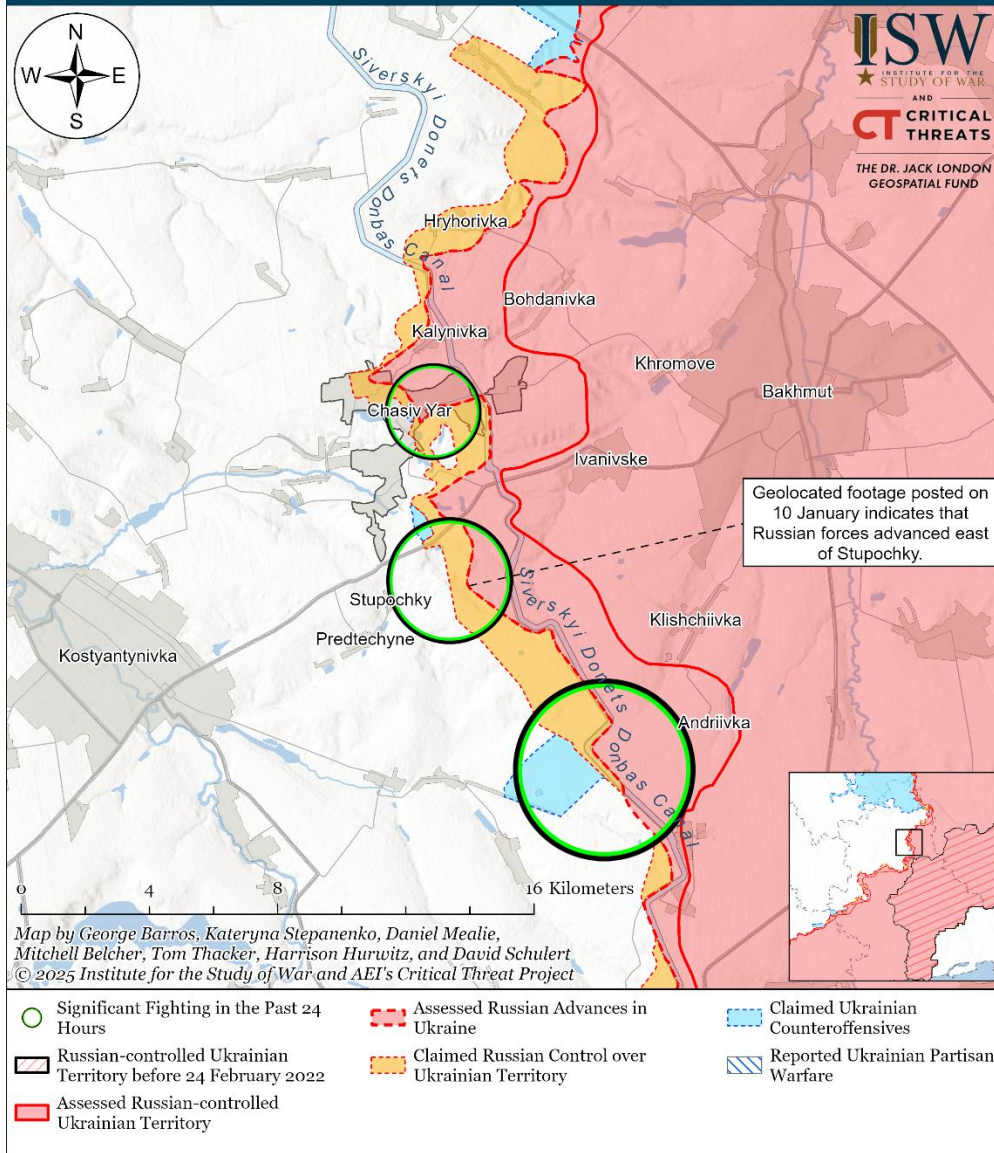 N
W E
S
ISW
INSTITUTE FOR THE
STUDY OF WAR
AND
CT CRITICAL
THREATS
THE DR. JACK LONDON
GEOSPATIAL FUND
Siverskyi Donets Donbas Canal
Hryhorivka
Bohdanivka
Kalynivka
Khromove
Bakhmut
Chasiv Yar
Ivanivske
Geolocated footage posted on
10 January indicates that
Russian forces advanced east
of Stupochky.
Stupochky
Predtechyne
Kostyantynivka
Klishchiivka
Siverskyi Donets Donbas Canal
Andriivka
0 4 8 16 Kilometers
Map by George Barros, Kateryna Stepanenko, Daniel Mealie,
Mitchell Belcher, Tom Thacker, Harrison Hurwitz, and David Schulert
© 2025 Institute for the Study of War and AEI's Critical Threat Project
Significant Fighting in the Past 24
Hours
Russian-controlled Ukrainian
Territory before 24 February 2022
Assessed Russian-controlled
Ukrainian Territory
Assessed Russian Advances in
Ukraine
Claimed Russian Control over
Ukrainian Territory
Claimed Ukrainian
Counteroffensives
Reported Ukrainian Partisan
Warfare